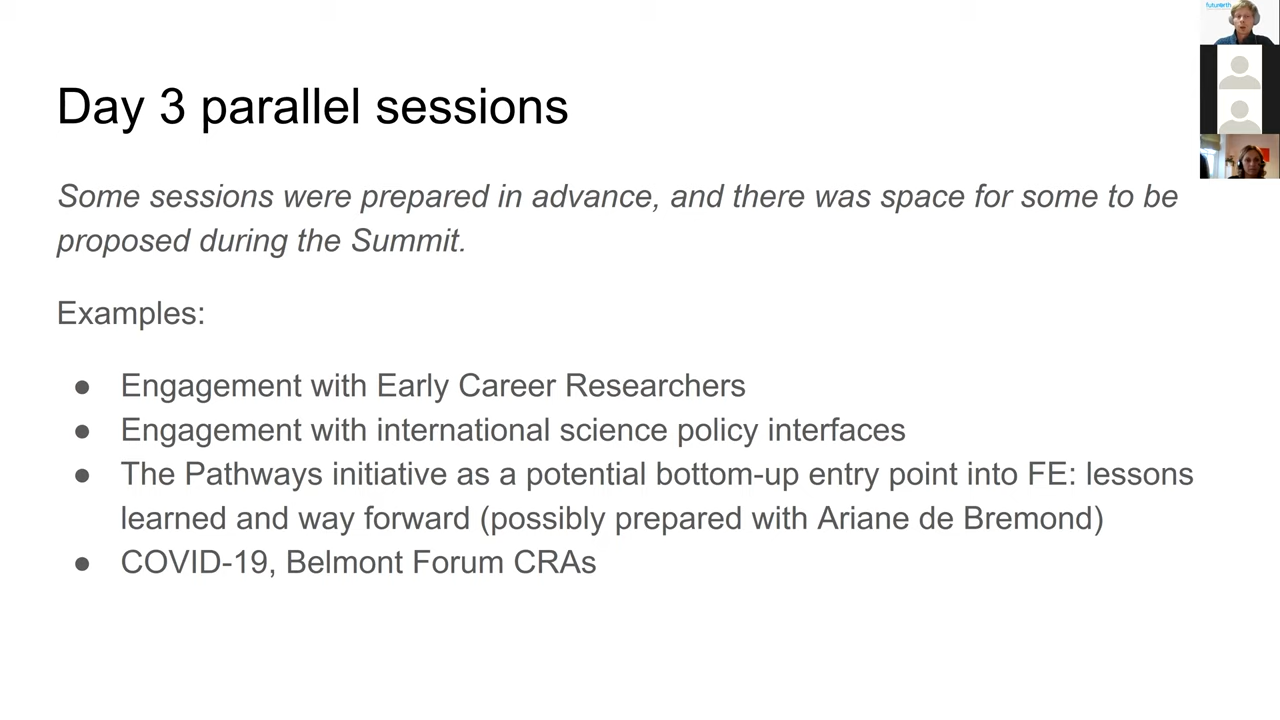 futurerth
Day 3 parallel sessions
Some sessions were prepared in advance, and there was space for some to be
proposed during the Summit.
Examples:
● Engagement with Early Career Researchers
● Engagement with international science policy interfaces
● The Pathways initiative as a potential bottom-up entry point into FE: lessons
learned and way forward (possibly prepared with Ariane de Bremond)
● COVID-19, Belmont Forum CRAs